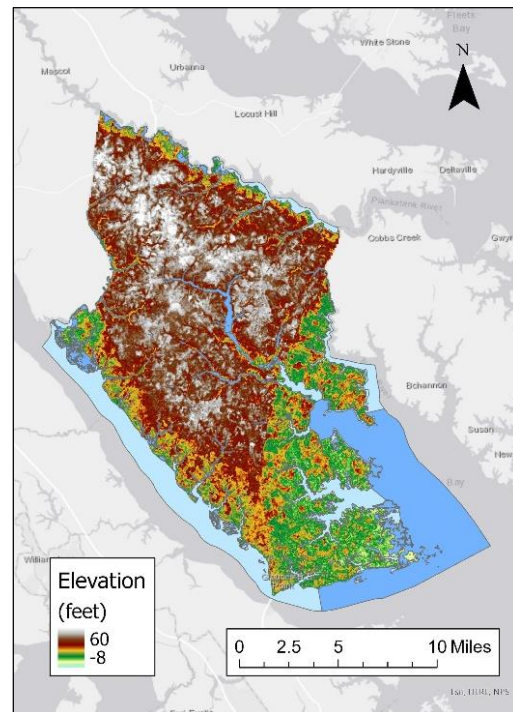 Fleets
Bay
White Stone
N
Urbanna
Mascot
Locust Hill
Hardyville
Deltaville
Piankatank River
Cobbs Creek
Gwyn
Bohannon
Susan
New
Bay
Elevation
(feet)
60
-8
0 2.5 5 10 Miles